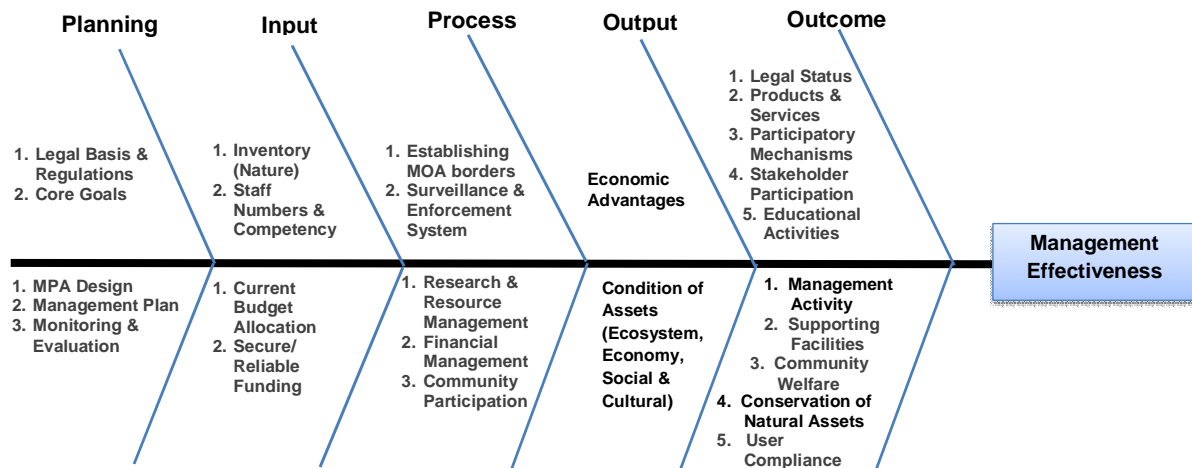 Planning
Input
Process
Output
Outcome
1. Legal Basis &
Regulations
2. Core Goals
1. Inventory
(Nature)
2. Staff
Numbers &
Competency
1. Establishing
MOA borders
2. Surveillance &
Enforcement
System
Economic
Advantages
1. Legal Status
2. Products &
Services
3. Participatory
Mechanisms
4. Stakeholder
Participation
5. Educational
Activities
Management
Effectiveness
1. MPA Design
2. Management Plan
3. Monitoring &
Evaluation
1. Current
Budget
Allocation
2. Secure/
Reliable
Funding
1. Research &
Resource
Management
2. Financial
Management
3. Community
Participation
Condition of
Assets
(Ecosystem,
Economy,
Social &
Cultural)
1. Management
Activity
2. Supporting
Facilities
3. Community
Welfare
4. Conservation of
Natural Assets
5. User
Compliance